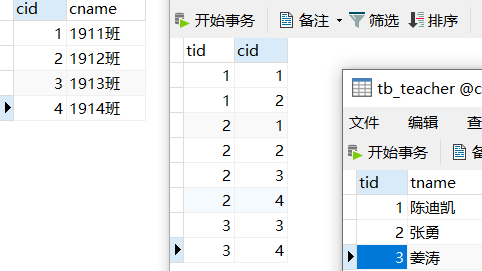 cid cname
1 1911班
2 1912班
3 1913班
4 1914班
开始事务 备注 筛选 排序
tid cid
1 1
1 2
2 1
2 2
2 3
2 4
3 3
3 4
tb_teacher @c
文件 编辑
开始事务 备
tid tname
1 陈迪凯
2 张勇
3 姜涛